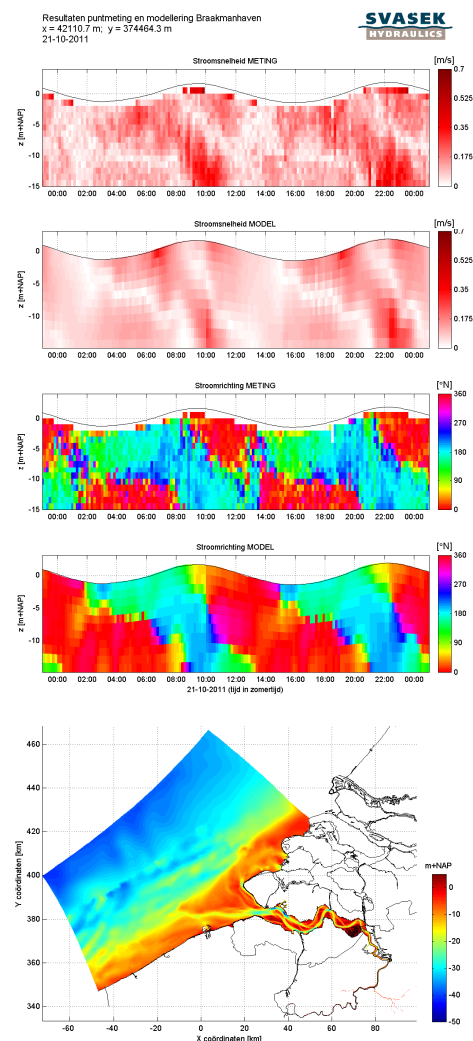 Resultaten puntmeting en modellering Braakmanhaven
x = 42110.7 m;  y = 374464.3 m
21-10-2011
SVASEK
HYDRAULICS
Stroomsnelheid METING
[m/s]
0.7
0.525
0.35
0.175
0
z [m+NAP]
0
-5
-10
-15
00:00 02:00 04:00 06:00 08:00 10:00 12:00 14:00 16:00 18:00 20:00 22:00 00:00
Stroomsnelheid MODEL
[m/s]
0.7
0.525
0.35
0.175
0
z [m+NAP]
0
-5
-10
00:00 02:00 04:00 06:00 08:00 10:00 12:00 14:00 16:00 18:00 20:00 22:00 00:00
Stroomrichting METING
[°N]
360
270
180
90
0
z [m+NAP]
0
-5
-10
-15
00:00 02:00 04:00 06:00 08:00 10:00 12:00 14:00 16:00 18:00 20:00 22:00 00:00
Stroomrichting MODEL
[°N]
360
270
180
90
0
z [m+NAP]
0
-5
-10
00:00 02:00 04:00 06:00 08:00 10:00 12:00 14:00 16:00 18:00 20:00 22:00 00:00
21-10-2011 (tijd in zomertijd)
Y coördinaten [km]
460
440
420
400
380
360
340
-60 -40 -20 0 20 40 60 80
X coördinaten [km]
m+NAP
0
-10
-20
-30
-40
-50